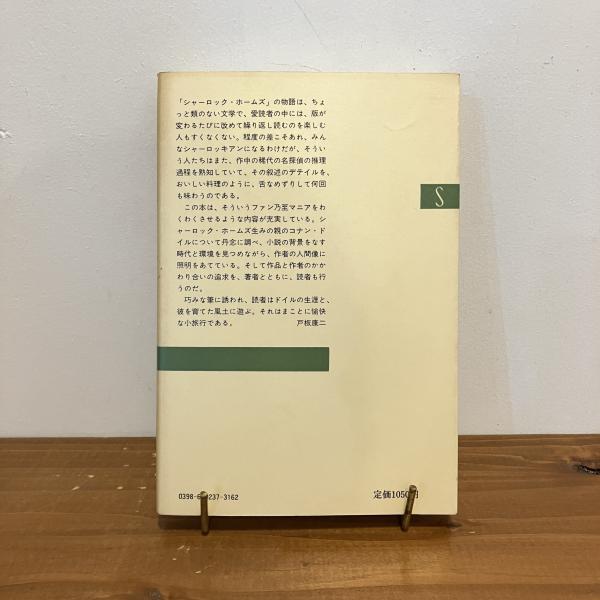 「シャーロック・ホームズ」の物語は、ちょ
っと類のない文学で、愛読者の中には、版が
変わるたびに改めて繰り返し読むのを楽しむ
人もすくなくない。程度の差こそあれ、みん
なシャーロッキアンになるわけだが、そうい
う人たちはまた、作中の稀代の名探偵の推理
過程を熟知していて、その叙述のデテイルを、
おいしい料理のように、舌なめずりして何回
も味わうのである。
この本は、そういうファン乃至マニアをわ
くわくさせるような内容が充実している。シ
ャーロック・ホームズ生みの親のコナン・ド
イルについて丹念に調べ、小説の背景をなす
時代と環境を見つめながら、作者の人間像に
照明をあてている。そして作品と作者のかか
わり合いの追求を、著者とともに、読者も行
うのだ。
巧みな筆に誘われ、読者はドイルの生涯と、
彼を育てた風土に遊ぶ。それはまことに愉快
な小旅行である。 戸板康二
S
0398-6 237-3162
定価1050円